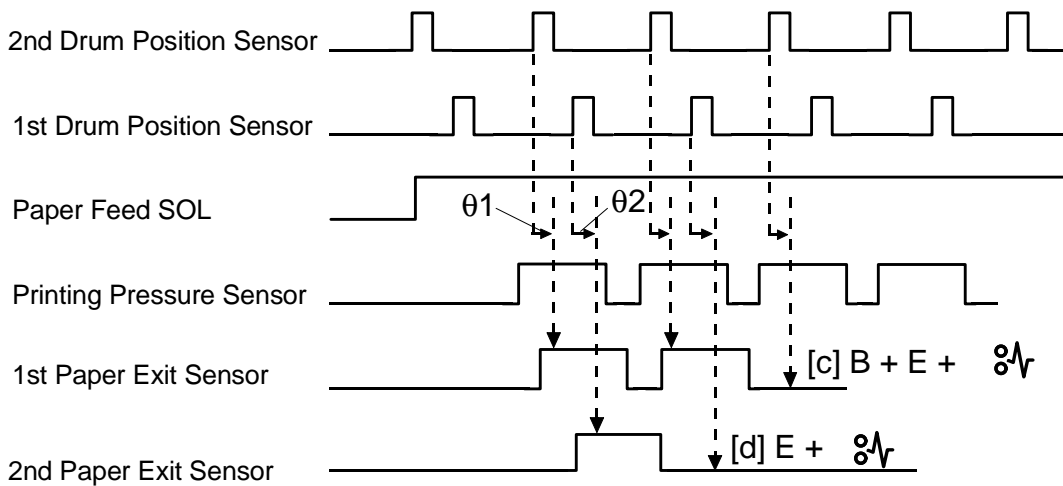 2nd Drum Position Sensor
1st Drum Position Sensor
Paper Feed SOL
θ1
θ2
Printing Pressure Sensor
1st Paper Exit Sensor
[c] B + E +
2nd Paper Exit Sensor
[d] E +